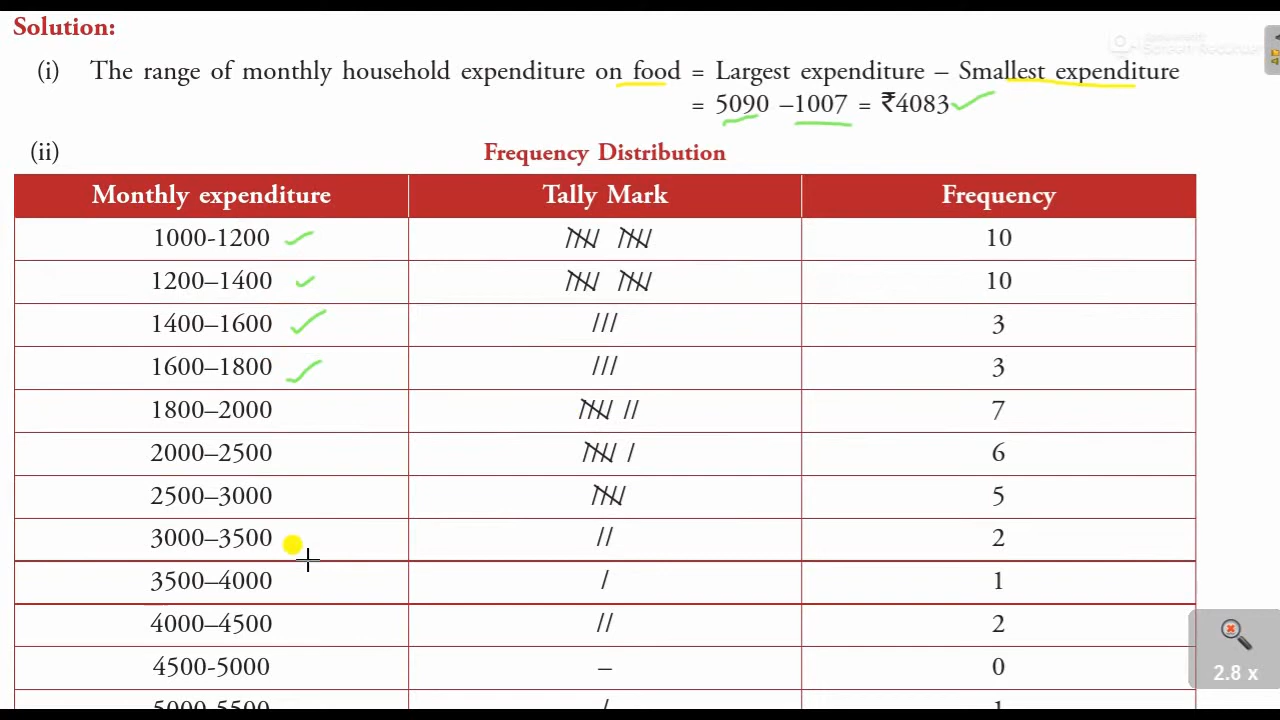 Solution:
(i) The range of monthly household expenditure on food = Largest expenditure – Smallest expenditure
= 5090 –1007 = ₹4083
(ii) Frequency Distribution
Monthly expenditure Tally Mark Frequency
1000-1200 10
1200–1400 10
1400–1600 /// 3
1600–1800 /// 3
1800–2000 // 7
2000–2500 / 6
2500–3000 5
3000–3500 // 2
3500–4000 / 1
4000–4500 // 2
4500-5000 – 0
5000-5500 / 1
2.8 x